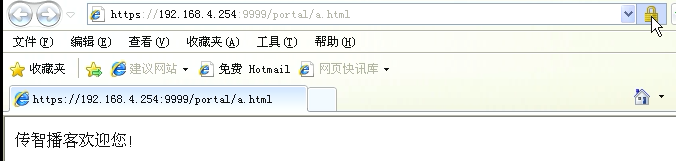 https://192.168.4.254:9999/portal/a.html
文件(F) 编辑(E) 查看(V) 收藏夹(A) 工具(T) 帮助(H)
收藏夹 建议网站 免费 Hotmail 网页快讯库
https://192.168.4.254:9999/portal/a.html
传智播客欢迎您!